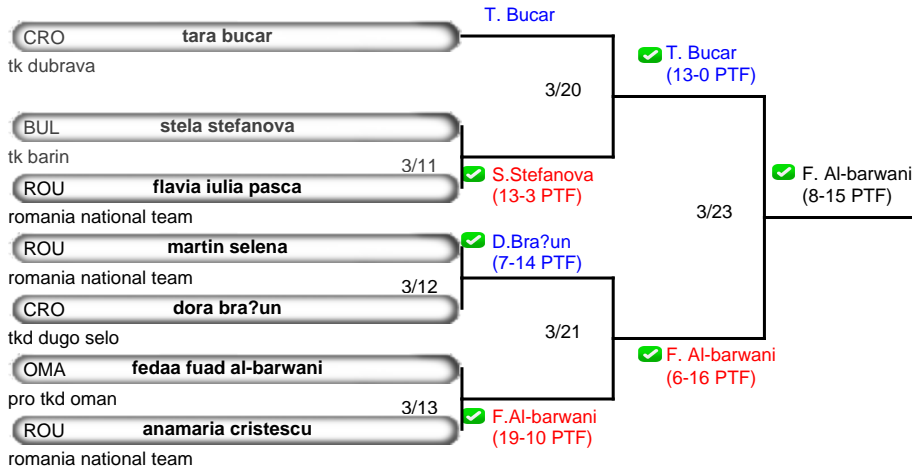 T. Bucar
CRO tara bucar
tk dubrava
T. Bucar
(13-0 PTF)
3/20
BUL stela stefanova
tk barin
3/11
ROU flavia iulia pasca
romania national team
S.Stefanova
(13-3 PTF)
F. Al-barwani
(8-15 PTF)
3/23
ROU martin selena
romania national team
D.Bra?un
(7-14 PTF)
3/12
CRO dora bra?un
tkd dugo selo
3/21
OMA fedaa fuad al-barwani
pro tkd oman
F. Al-barwani
(6-16 PTF)
3/13
ROU anamaria cristescu
romania national team
F.Al-barwani
(19-10 PTF)